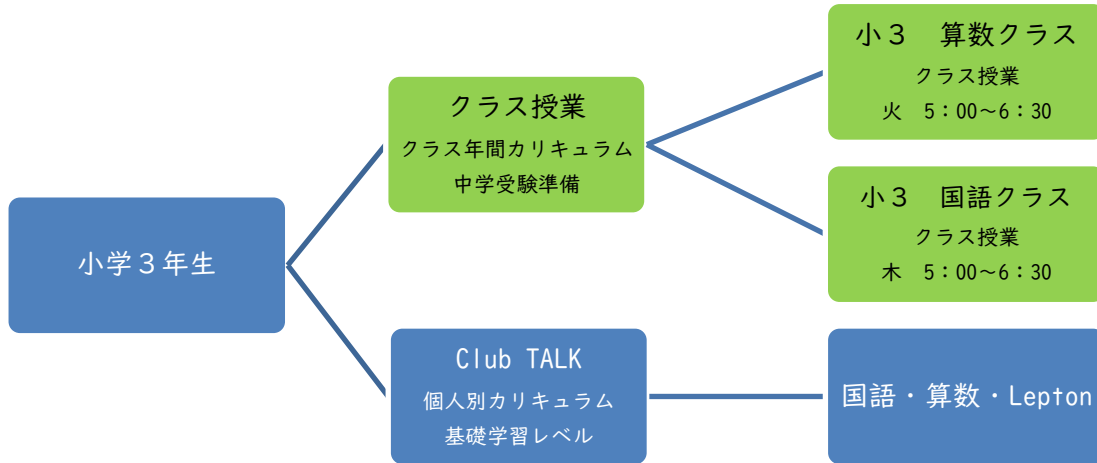 小学３年生
クラス授業
クラス年間カリキュラム
中学受験準備
小３　算数クラス
クラス授業
火　5：00～6：30
小３　国語クラス
クラス授業
木　5：00～6：30
Club TALK
個人別カリキュラム
基礎学習レベル
国語・算数・Lepton